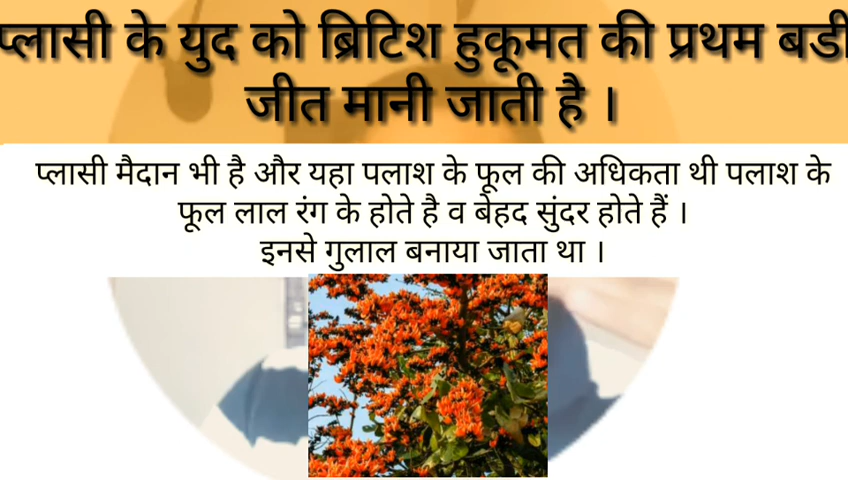 प्लासी के युद को ब्रिटिश हुकूमत की प्रथम बडी
जीत मानी जाती है ।
प्लासी मैदान भी है और यहा पलाश के फूल की अधिकता थी पलाश के
फूल लाल रंग के होते है व बेहद सुंदर होते हैं ।
इनसे गुलाल बनाया जाता था ।